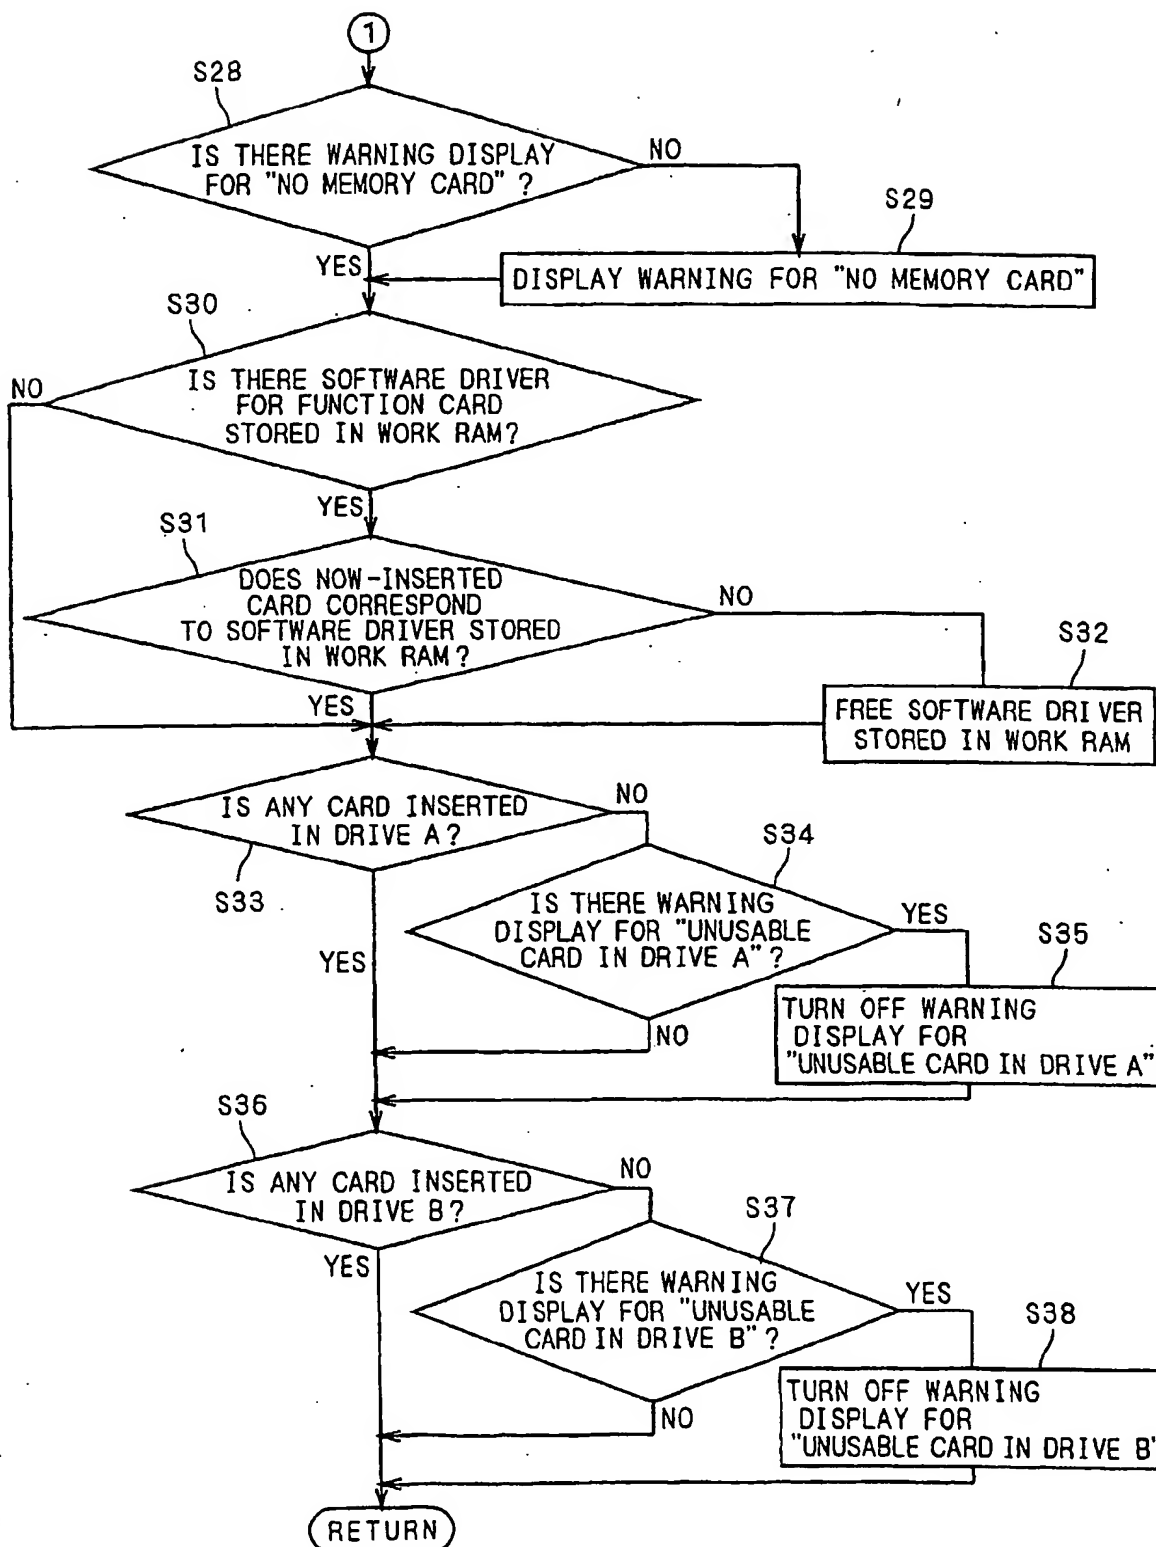 1
S28
IS THERE WARNING DISPLAY
FOR "NO MEMORY CARD" ?
NO
YES
S29
DISPLAY WARNING FOR "NO MEMORY CARD"
S30
IS THERE SOFTWARE DRIVER
FOR FUNCTION CARD
STORED IN WORK RAM?
NO
YES
S31
DOES NOW-INSERTED
CARD CORRESPOND
TO SOFTWARE DRIVER STORED
IN WORK RAM?
NO
YES
S32
FREE SOFTWARE DRIVER
STORED IN WORK RAM
IS ANY CARD INSERTED
IN DRIVE A?
S33
NO
YES
S34
IS THERE WARNING
DISPLAY FOR "UNUSABLE
CARD IN DRIVE A" ?
YES
NO
S35
TURN OFF WARNING
DISPLAY FOR
"UNUSABLE CARD IN DRIVE A"
S36
IS ANY CARD INSERTED
IN DRIVE B?
NO
YES
S37
IS THERE WARNING
DISPLAY FOR "UNUSABLE
CARD IN DRIVE B" ?
YES
NO
S38
TURN OFF WARNING
DISPLAY FOR
"UNUSABLE CARD IN DRIVE B"
RETURN